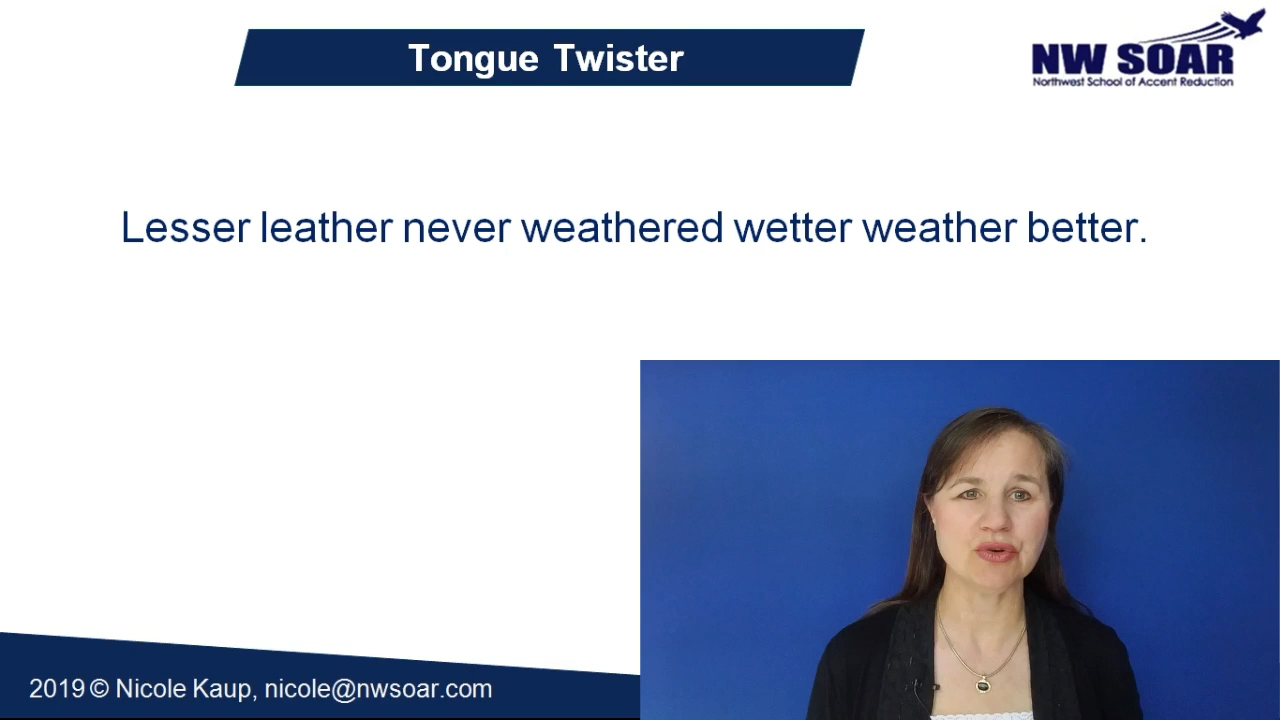 Tongue Twister
NW SOAR
Northwest School of Accent Reduction
Lesser leather never weathered wetter weather better.
2019 © Nicole Kaup, nicole@nwsoar.com